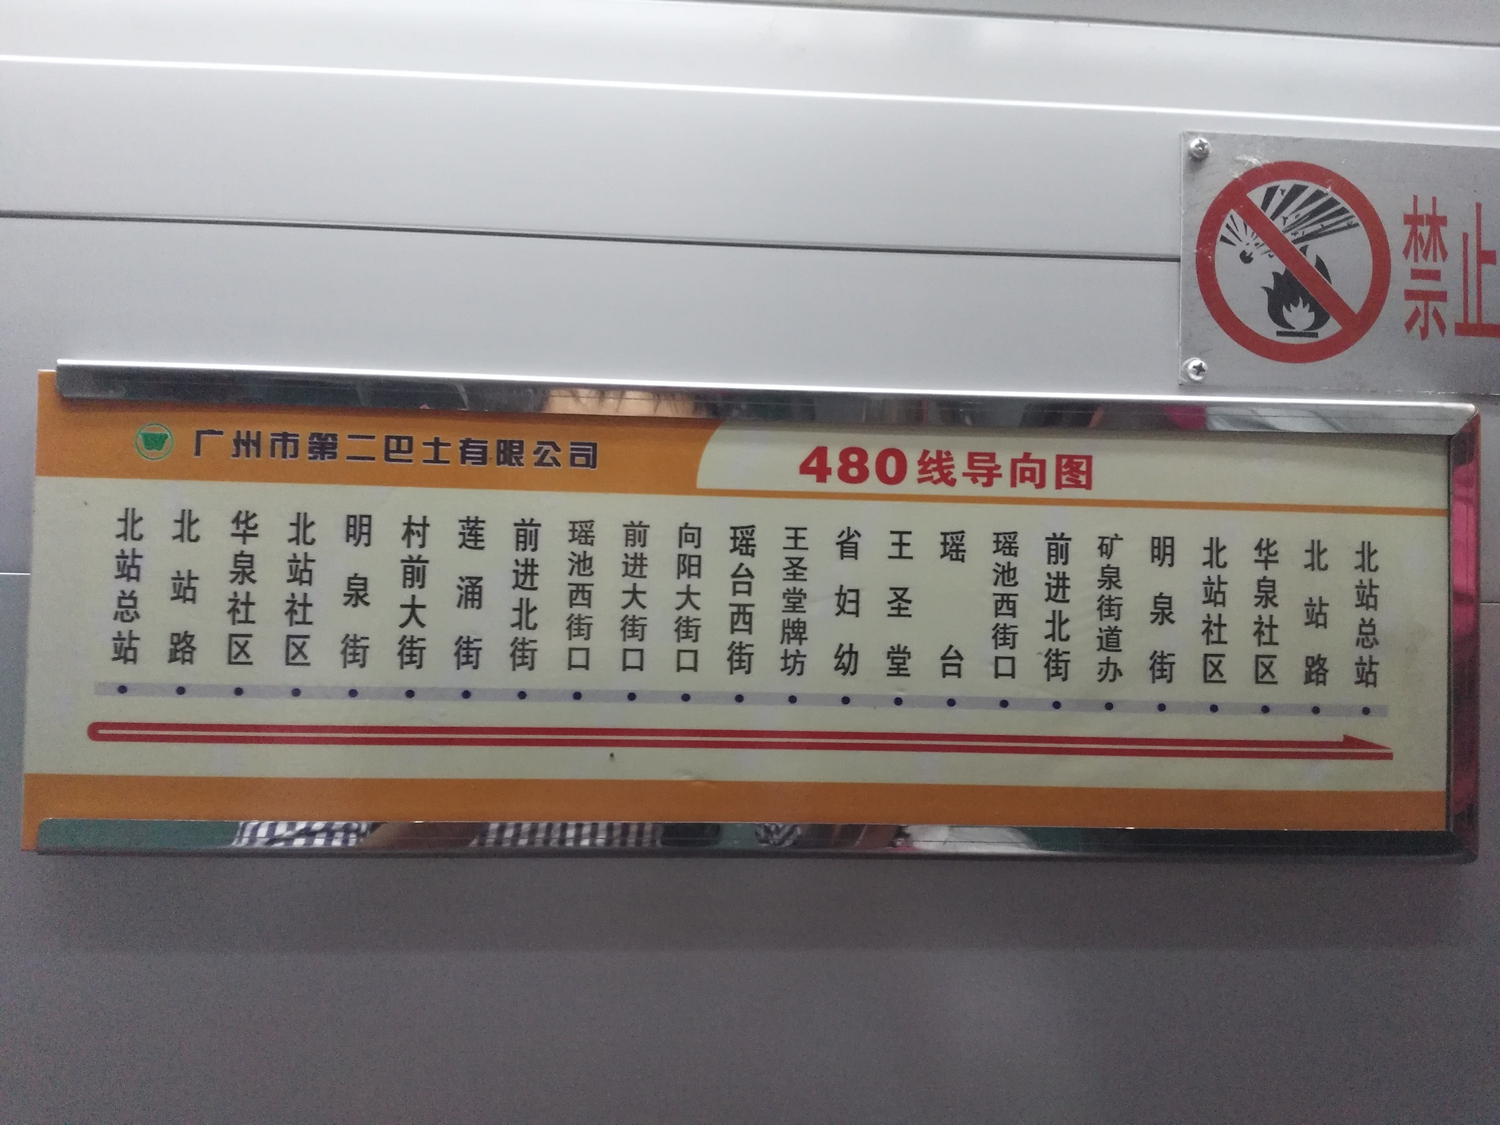 禁止
广州市第二巴士有限公司
480线导向图
北站总站
北站路
华泉社区
北站社区
明泉街
村前大街
莲涌街
前进北街
瑶池西街口
前进大街口
向阳大街口
瑶台西街
王圣堂牌坊
省妇幼
王圣堂
瑶台
瑶池西街口
前进北街
矿泉街道办
明泉街
北站社区
华泉社区
北站路
北站总站